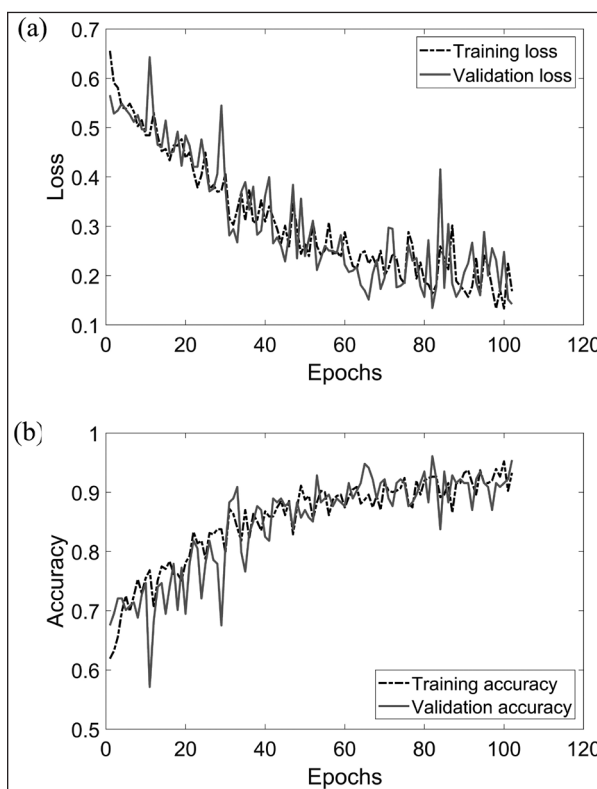 (a)
0.7
0.6
0.5
0.4
0.3
0.2
0.1
Loss
Training loss
Validation loss
0 20 40 60 80 100 120
Epochs
(b)
1
0.9
0.8
0.7
0.6
0.5
Accuracy
Training accuracy
Validation accuracy
0 20 40 60 80 100 120
Epochs